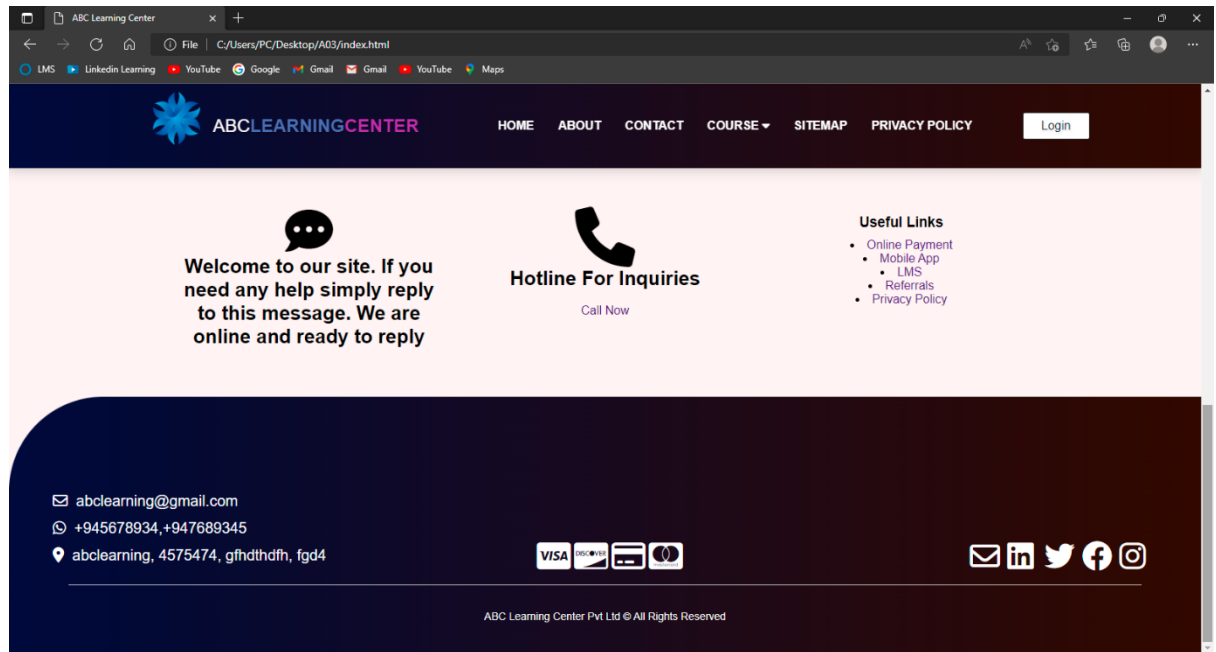 ABC Learning Center
File C:/Users/PC/Desktop/A03/index.html
LMS Linkedin Learning YouTube Google Gmail Gmail YouTube Maps
ABCLEARNINGCENTER HOME ABOUT CONTACT COURSE SITEMAP PRIVACY POLICY Login
Welcome to our site. If you
need any help simply reply
to this message. We are
online and ready to reply
Hotline For Inquiries
Call Now
Useful Links
Online Payment
Mobile App
LMS
Referrals
Privacy Policy
abclearning@gmail.com
+945678934,+947689345
abclearning, 4575474, gfhdthdfh, fgd4
VISA DISCOVER
ABC Learning Center Pvt Ltd © All Rights Reserved